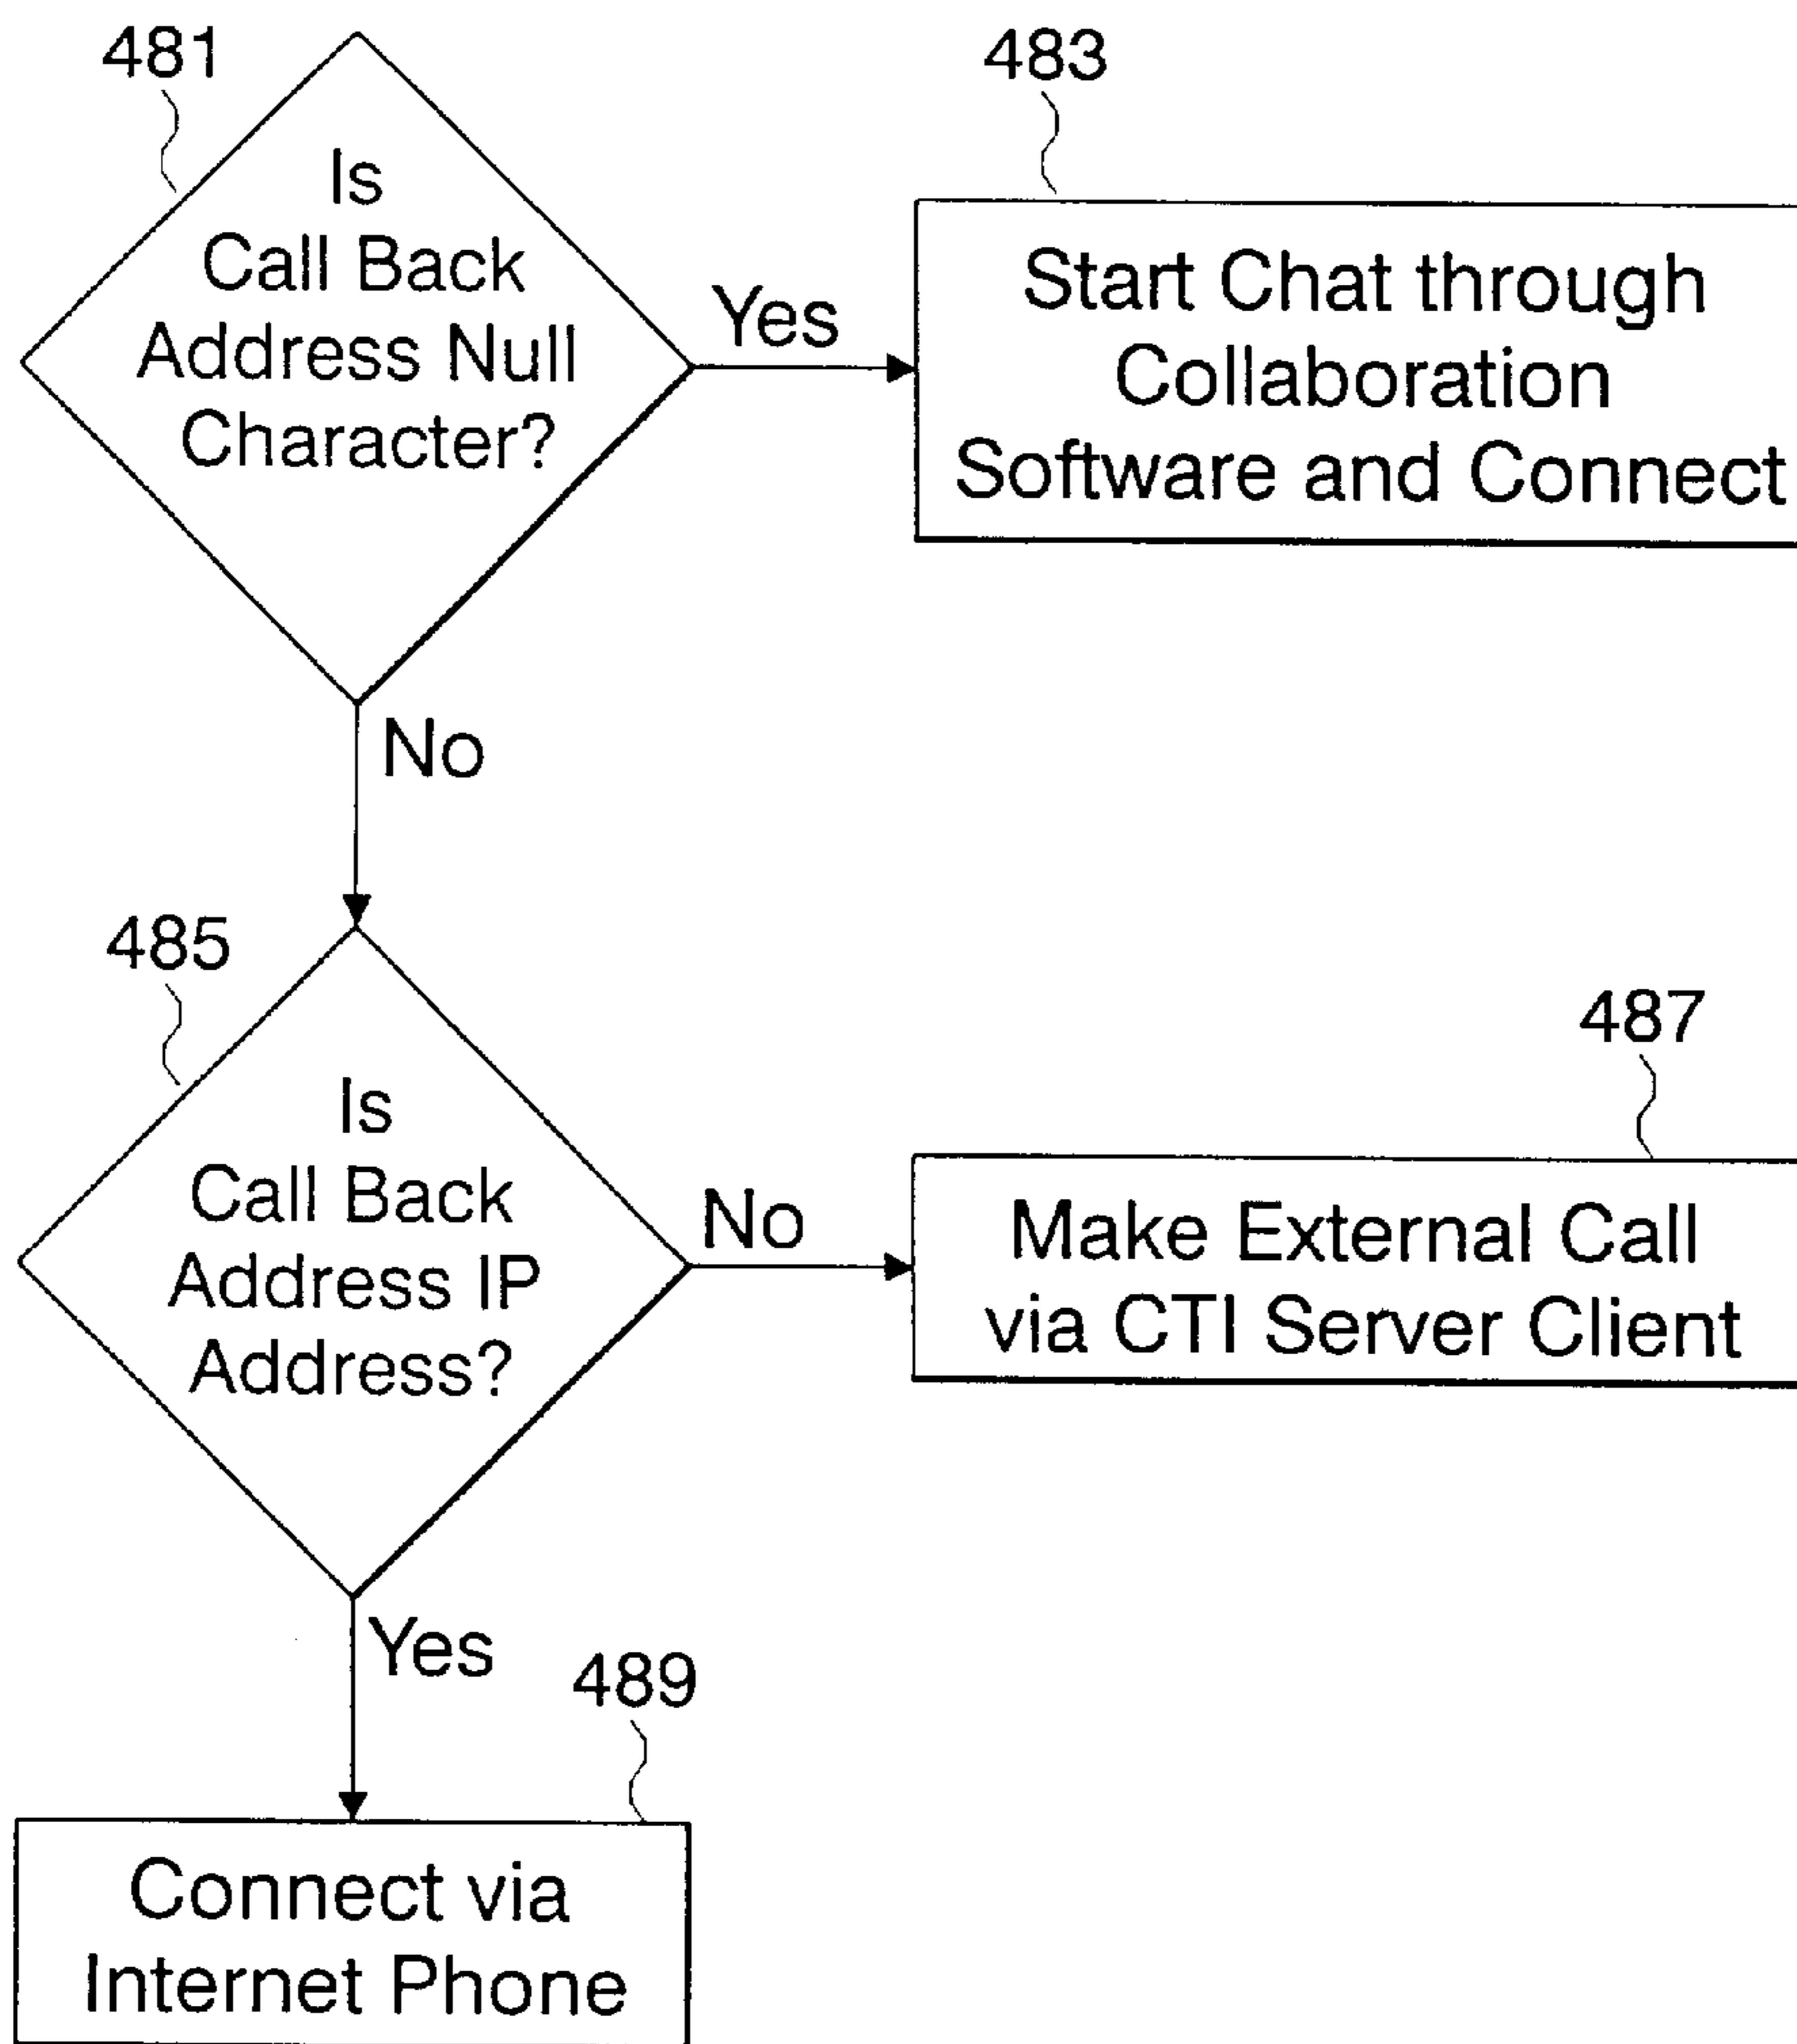 481
Is
Call Back
Address Null
Character?
Yes
483
Start Chat through
Collaboration
Software and Connect
No
485
Is
Call Back
Address IP
Address?
No
487
Make External Call
via CTI Server Client
Yes
489
Connect via
Internet Phone